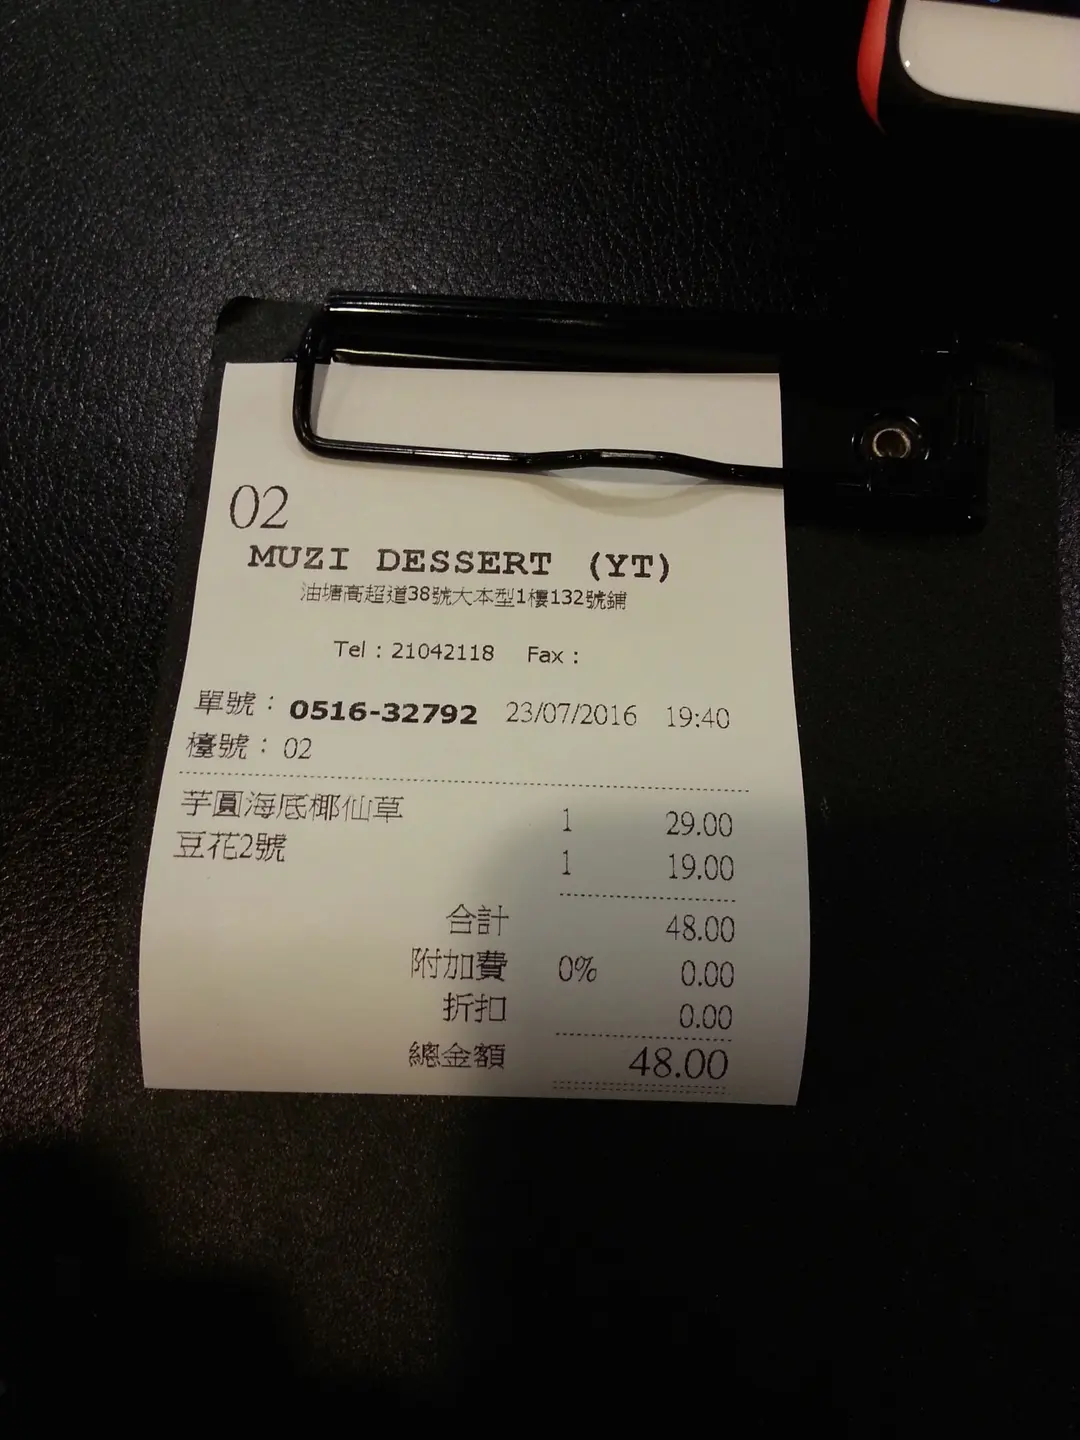 02
MUZI DESSERT (YT)
油塘高超道38號大本型1樓132號鋪
Tel : 21042118 Fax :
單號 : 0516-32792 23/07/2016 19:40
檯號 : 02
芋圓海底椰仙草 1 29.00
豆花2號 1 19.00
合計 48.00
附加費 0% 0.00
折扣 0.00
總金額 48.00